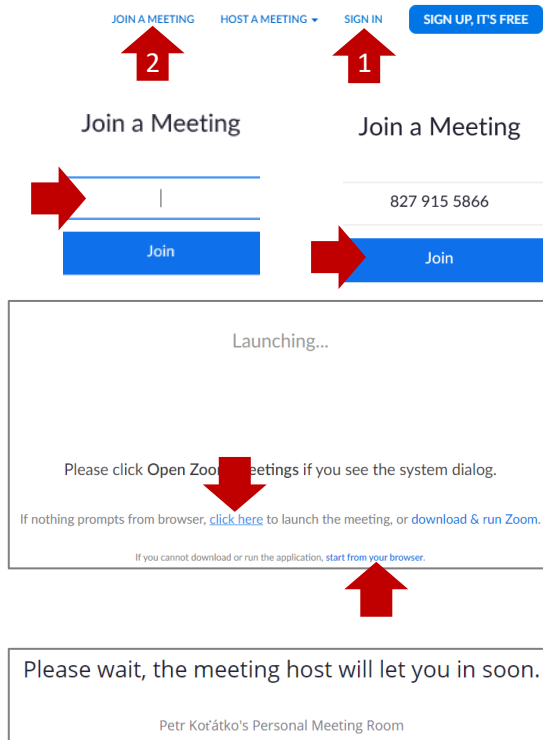 JOIN A MEETING HOST A MEETING SIGN IN SIGN UP, IT'S FREE
2 1
Join a Meeting Join a Meeting
827 915 5866
Join Join
Launching...
Please click Open Zoom Meetings if you see the system dialog.
If nothing prompts from browser, click here to launch the meeting, or download & run Zoom.
If you cannot download or run the application, start from your browser.
Please wait, the meeting host will let you in soon.
Petr Koťátko's Personal Meeting Room